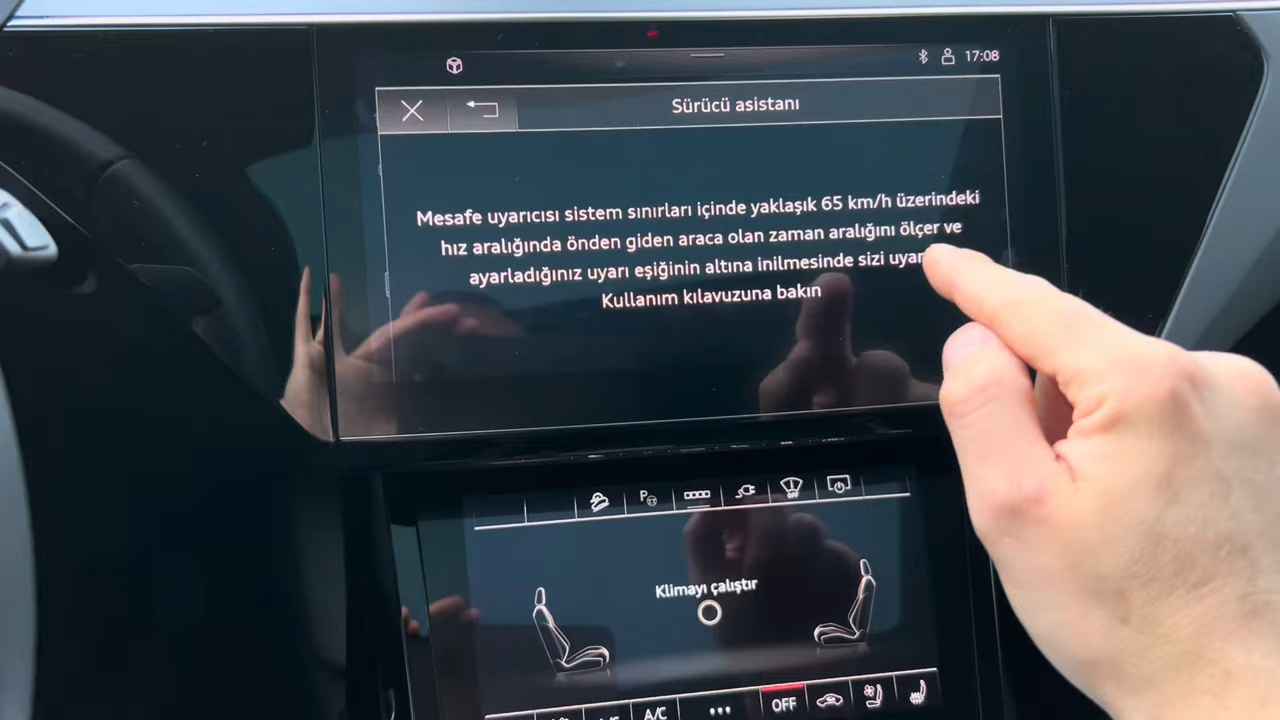 17:08
Sürücü asistanı
Mesafe uyarıcısı sistem sınırları içinde yaklaşık 65 km/h üzerindeki
hız aralığında önden giden araca olan zaman aralığını ölçer ve
ayarladığınız uyarı eşiğinin altına inilmesinde sizi
Kullanım kılavuzuna bakın
P
OFF
Klimayı çalıştır
A/C
OFF